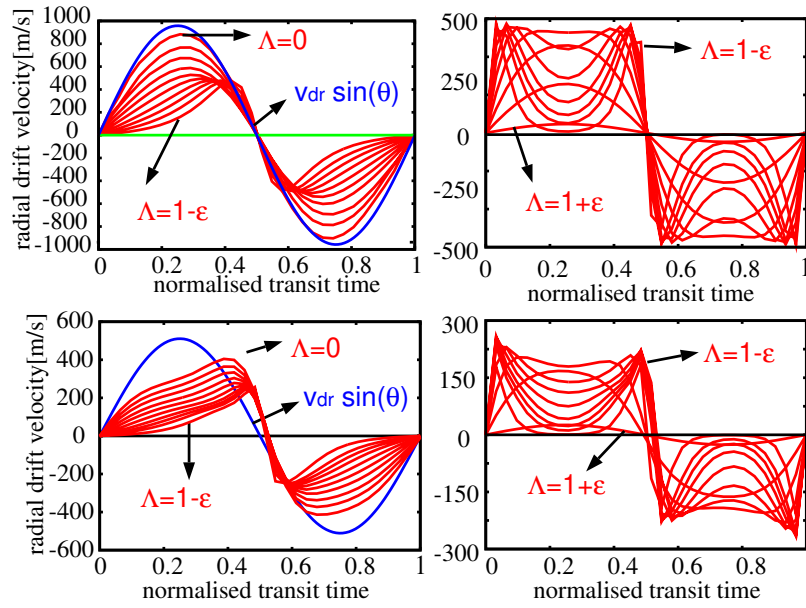 radial drift velocity[m/s]
1000
800
600
400
200
0
-200
-400
-600
-800
-1000
Λ=0
v_dr sin(θ)
Λ=1-ε
0 0.2 0.4 0.6 0.8 1
normalised transit time
500
250
0
-250
-500
Λ=1-ε
Λ=1+ε
0 0.2 0.4 0.6 0.8 1
normalised transit time
radial drift velocity[m/s]
600
400
200
0
-200
-400
-600
Λ=0
v_dr sin(θ)
Λ=1-ε
0 0.2 0.4 0.6 0.8 1
normalised transit time
300
150
0
-150
-300
Λ=1-ε
Λ=1+ε
0 0.2 0.4 0.6 0.8 1
normalised transit time